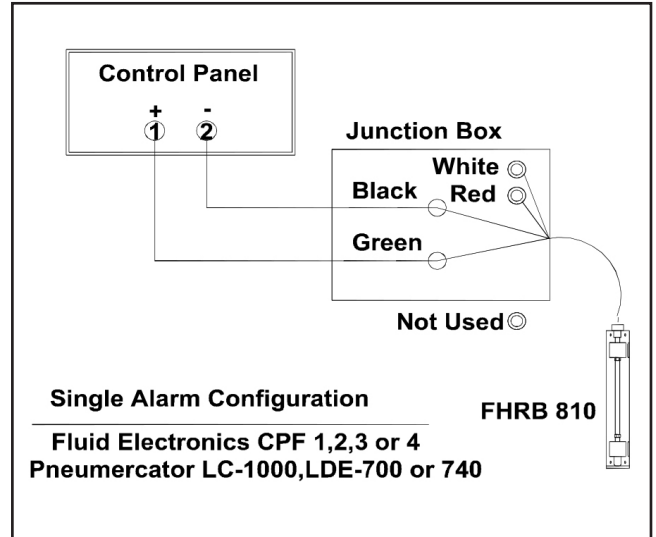 Control Panel
+ -
1 2
Junction Box
White
Black Red
Green
Not Used
Single Alarm Configuration
FHRB 810
Fluid Electronics CPF 1,2,3 or 4
Pneumercator LC-1000,LDE-700 or 740